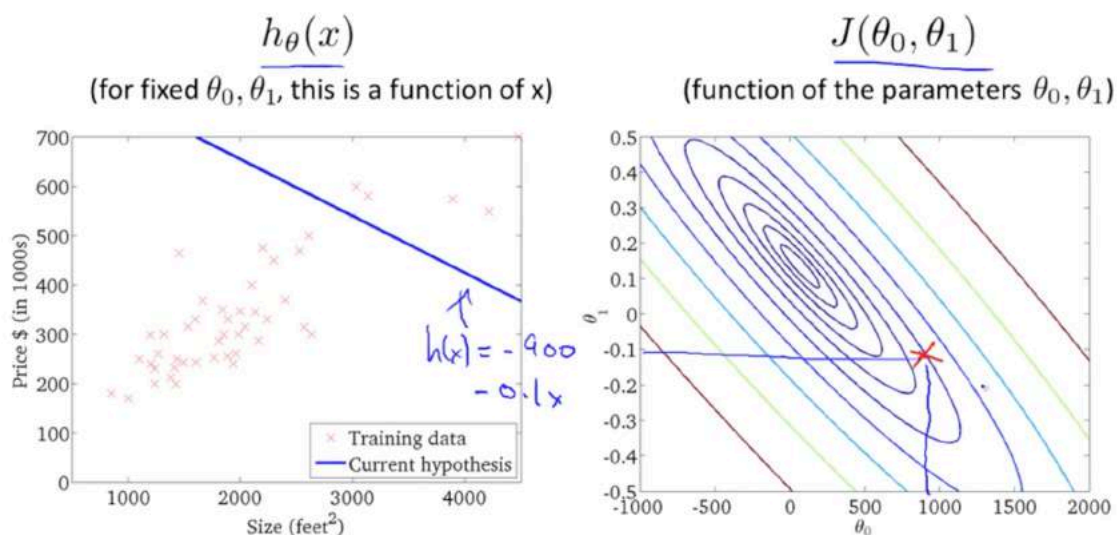 hθ(x)
(for fixed θ0, θ1, this is a function of x)
700
600
500
400
300
200
100
0
Price $ (in 1000s)
1000
2000
3000
4000
Size (feet²)
Training data
Current hypothesis
h(x) = -900
- 0.1x
J(θ0, θ1)
(function of the parameters θ0, θ1)
0.5
0.4
0.3
0.2
0.1
0
-0.1
-0.2
-0.3
-0.4
-0.5
θ1
-1000
-500
0
500
1000
1500
2000
θ0